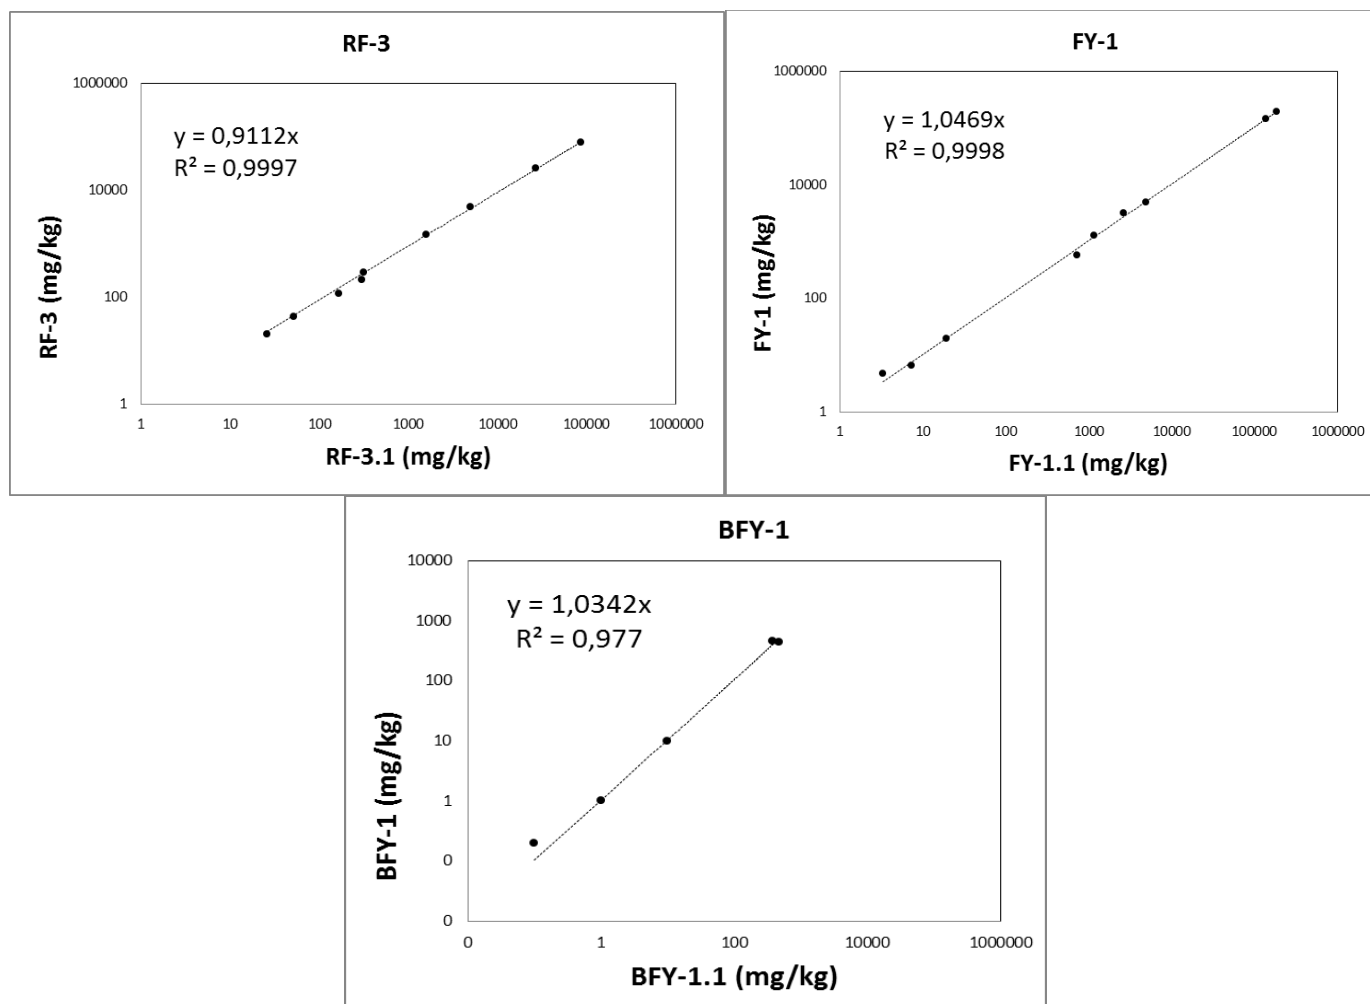 RF-3
1000000
10000
100
1
y = 0,9112x
R² = 0,9997
RF-3 (mg/kg)
1 10 100 1000 10000 100000 1000000
RF-3.1 (mg/kg)
FY-1
1000000
10000
100
1
y = 1,0469x
R² = 0,9998
FY-1 (mg/kg)
1 10 100 1000 10000 100000 1000000
FY-1.1 (mg/kg)
BFY-1
10000
1000
100
10
1
0
0
y = 1,0342x
R² = 0,977
BFY-1 (mg/kg)
0 1 100 10000 1000000
BFY-1.1 (mg/kg)